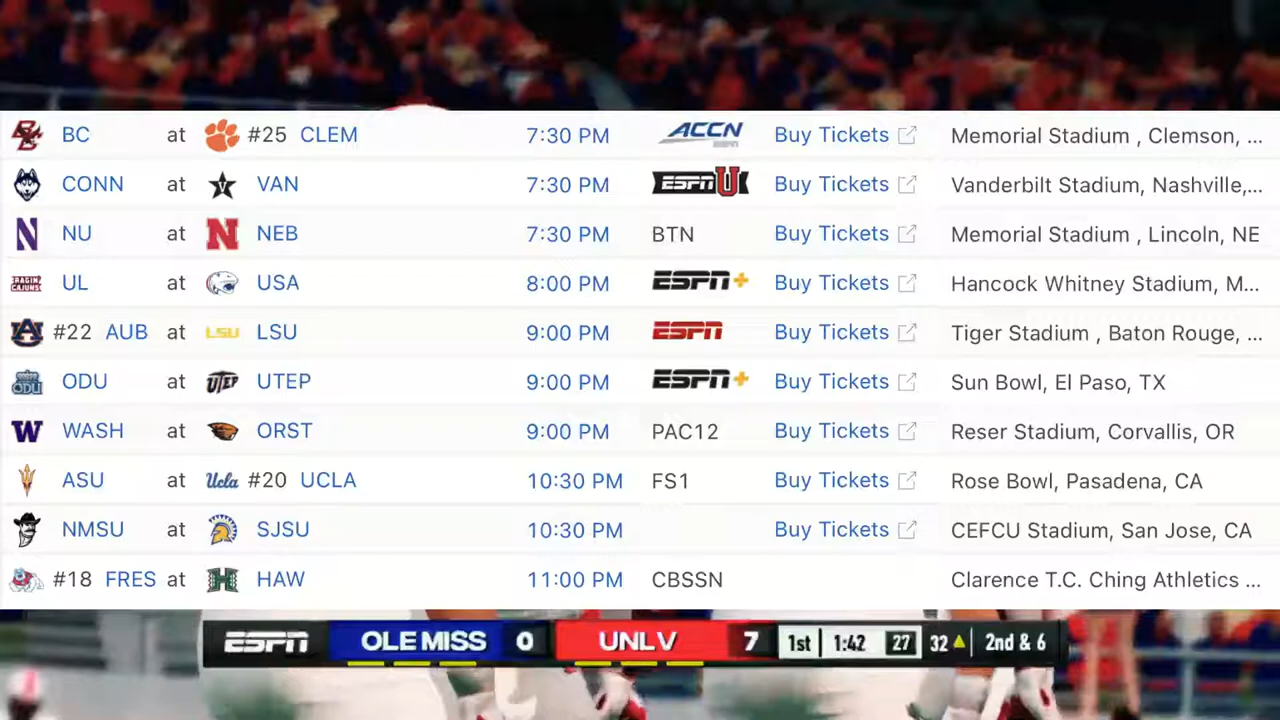 BC at #25 CLEM 7:30 PM ACCN ESPN Buy Tickets Memorial Stadium , Clemson, ...
CONN at V VAN 7:30 PM ESPNU Buy Tickets Vanderbilt Stadium, Nashville,...
N NU at N NEB 7:30 PM BTN Buy Tickets Memorial Stadium , Lincoln, NE
RAGIN' CAJUNS UL at USA 8:00 PM ESPN+ Buy Tickets Hancock Whitney Stadium, M...
#22 AUB at LSU LSU 9:00 PM ESPN Buy Tickets Tiger Stadium , Baton Rouge, ...
ODU ODU at UTEP UTEP 9:00 PM ESPN+ Buy Tickets Sun Bowl, El Paso, TX
W WASH at ORST 9:00 PM PAC12 Buy Tickets Reser Stadium, Corvallis, OR
ASU at Ucla #20 UCLA 10:30 PM FS1 Buy Tickets Rose Bowl, Pasadena, CA
NMSU at SJSU 10:30 PM Buy Tickets CEFCU Stadium, San Jose, CA
#18 FRES at H HAW 11:00 PM CBSSN Clarence T.C. Ching Athletics ...
ESPN OLE MISS 0 UNLV 7 1st 1:42 27 32 ▲ 2nd & 6